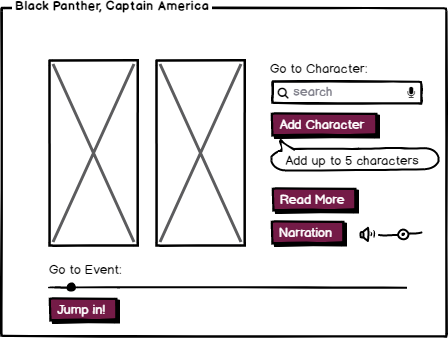 Black Panther, Captain America
Go to Character:
search
Add Character
Add up to 5 characters
Read More
Narration
Go to Event:
Jump in!